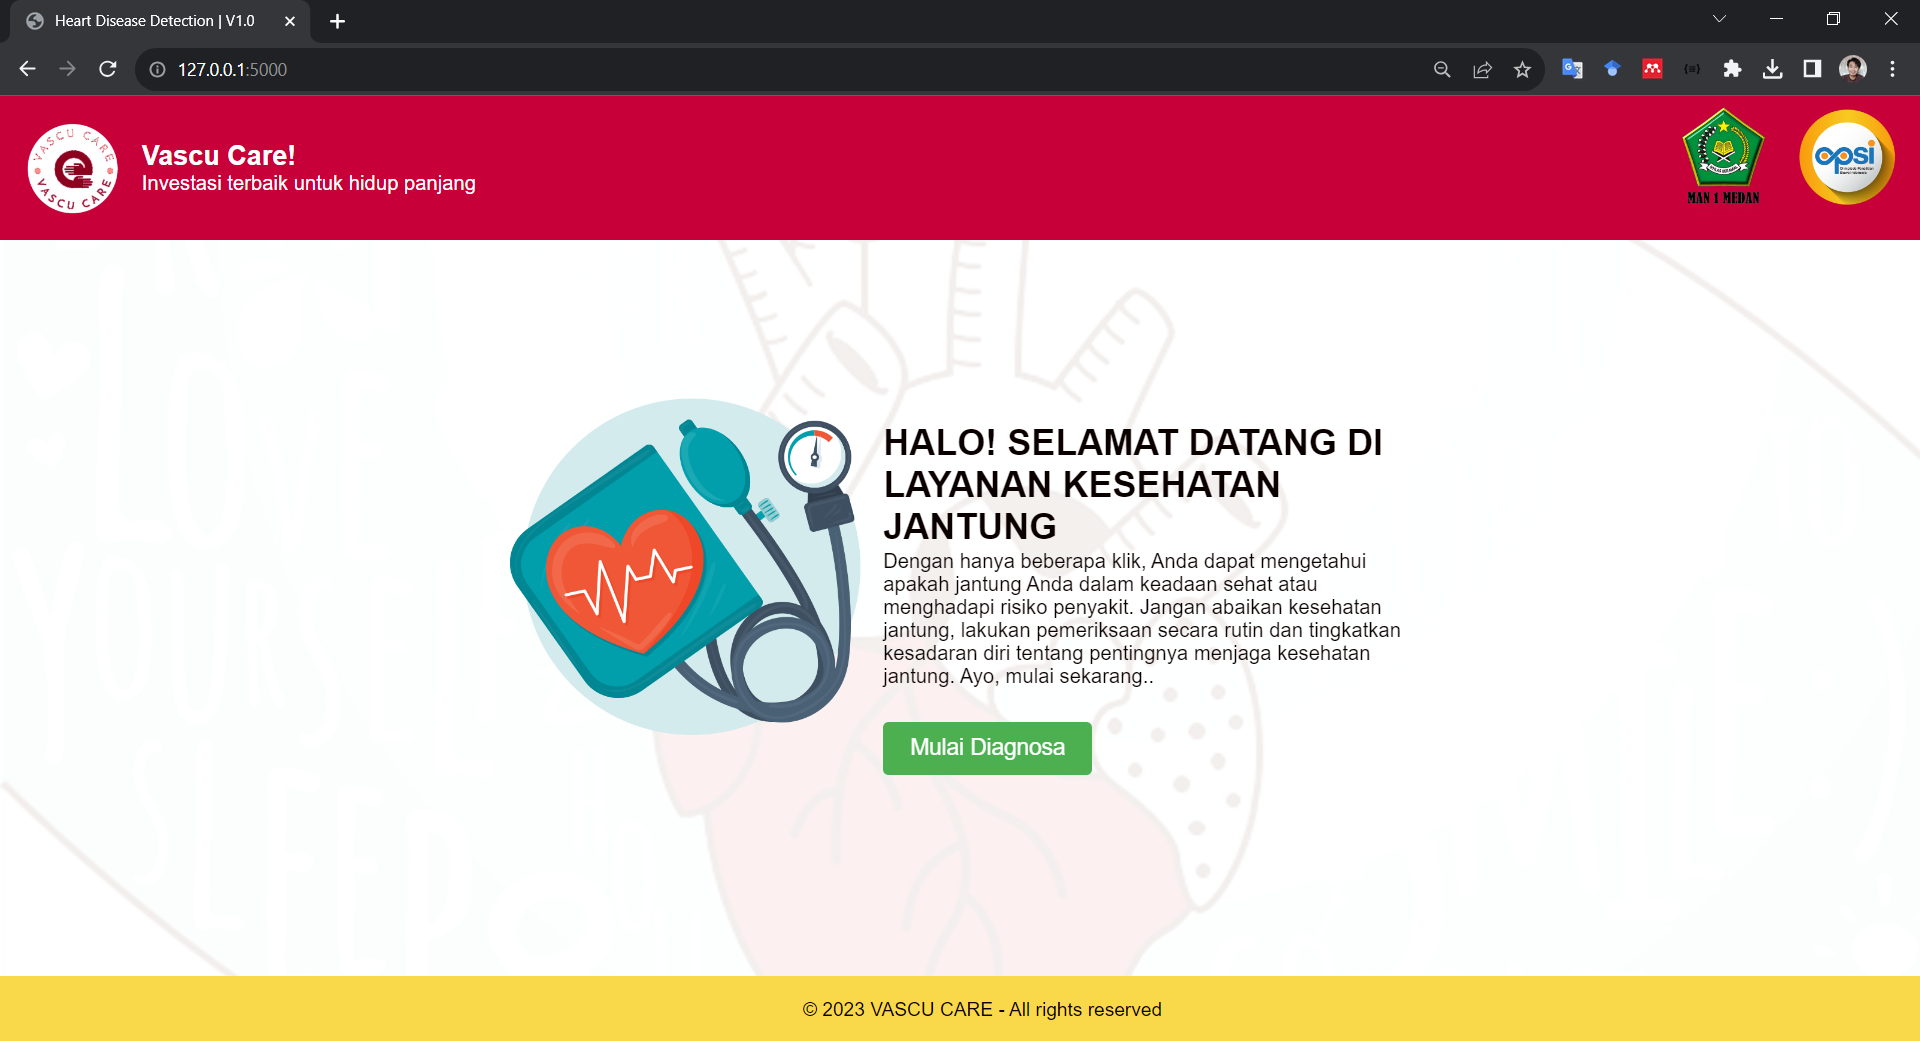 Heart Disease Detection | V1.0
127.0.0.1:5000
VASCU CARE
VASCU CARE
Vascu Care!
Investasi terbaik untuk hidup panjang
MAN 1 MEDAN
opsi
HALO! SELAMAT DATANG DI
LAYANAN KESEHATAN
JANTUNG
Dengan hanya beberapa klik, Anda dapat mengetahui
apakah jantung Anda dalam keadaan sehat atau
menghadapi risiko penyakit. Jangan abaikan kesehatan
jantung, lakukan pemeriksaan secara rutin dan tingkatkan
kesadaran diri tentang pentingnya menjaga kesehatan
jantung. Ayo, mulai sekarang..
Mulai Diagnosa
LOVE
YOURSELF
SLEEP
© 2023 VASCU CARE - All rights reserved